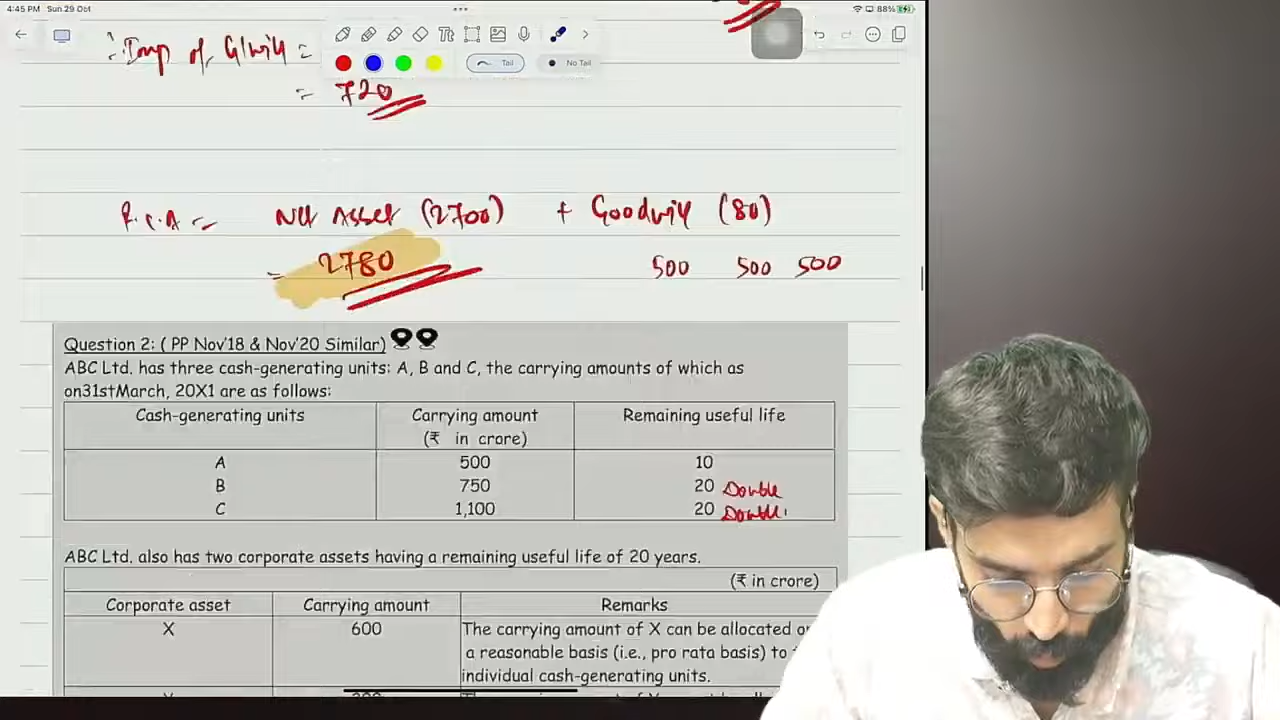 4:45 PM Sun 29 Oct
88%
∴ Imp of G/will =
Tail
No Tail
= 720
R.C.A = Net Asset (2700) + Goodwill (80)
= 2780 500 500 500
Question 2: ( PP Nov'18 & Nov'20 Similar)
ABC Ltd. has three cash-generating units: A, B and C, the carrying amounts of which as
on31stMarch, 20X1 are as follows:
Cash-generating units Carrying amount Remaining useful life
(₹ in crore)
A 500 10
B 750 20 Double
C 1,100 20 Double
ABC Ltd. also has two corporate assets having a remaining useful life of 20 years.
(₹ in crore)
Corporate asset Carrying amount Remarks
X 600 The carrying amount of X can be allocated
a reasonable basis (i.e., pro rata basis) to
individual cash-generating units.